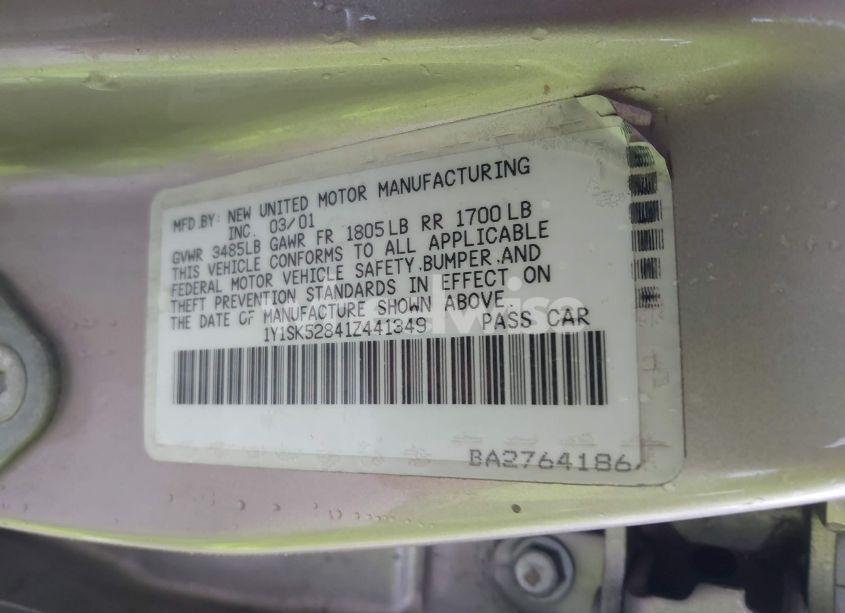 MFD.BY: NEW UNITED MOTOR MANUFACTURING
INC. 03/01
GVWR 3485LB GAWR FR 1805LB RR 1700LB
THIS VEHICLE CONFORMS TO ALL APPLICABLE
FEDERAL MOTOR VEHICLE SAFETY,BUMPER,AND
THEFT PREVENTION STANDARDS IN EFFECT ON
THE DATE OF MANUFACTURE SHOWN ABOVE.
1Y1SK52841Z441349 PASS CAR
BA2764186